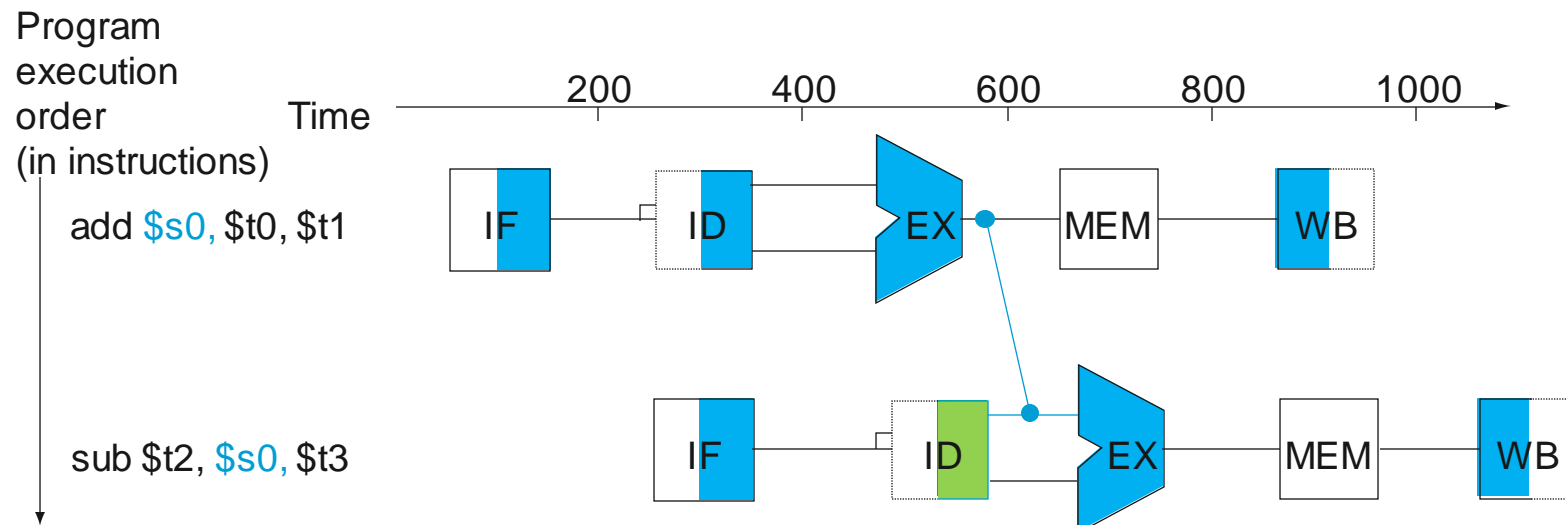 Program
execution
order
(in instructions)
Time
200 400 600 800 1000
add $s0, $t0, $t1
IF ID EX MEM WB
sub $t2, $s0, $t3
IF ID EX MEM WB